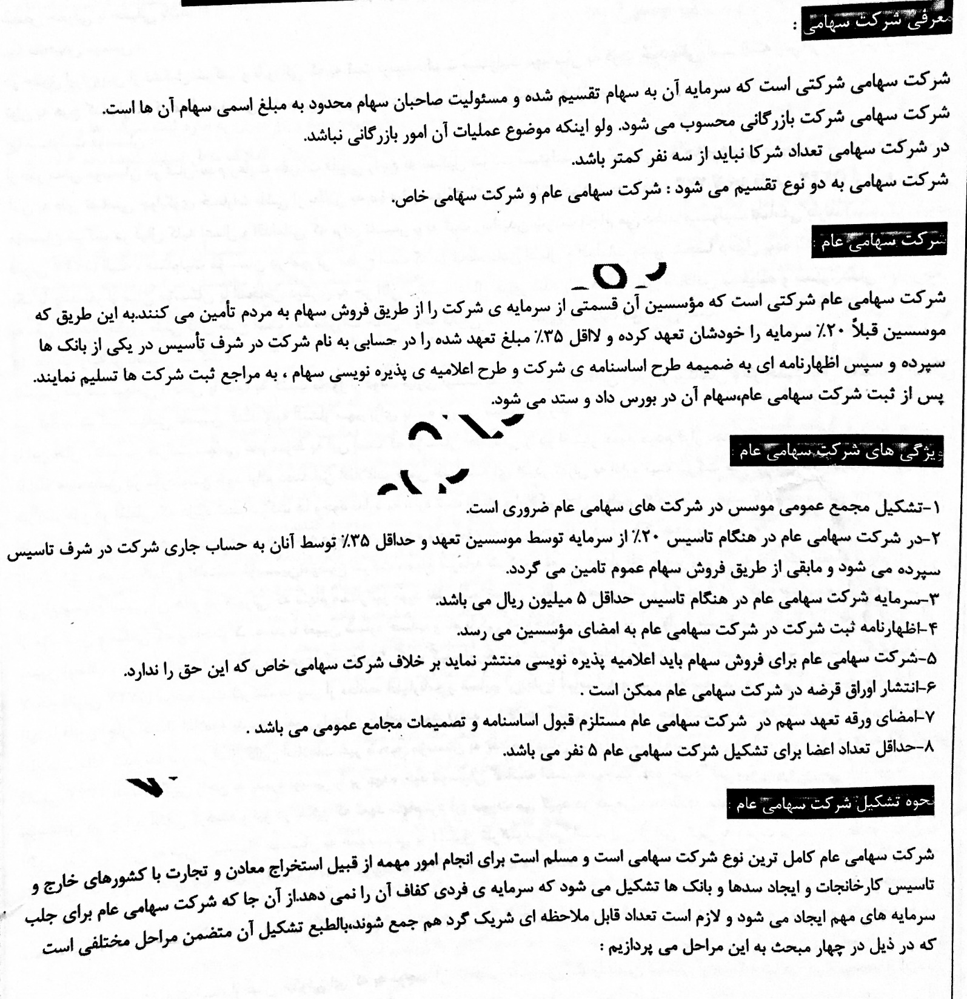 معرفی شرکت سهامی :
شرکت سهامی شرکتی است که سرمایه آن به سهام تقسیم شده و مسئولیت صاحبان سهام محدود به مبلغ اسمی سهام آن ها است.
شرکت سهامی شرکت بازرگانی محسوب می شود. ولو اینکه موضوع عملیات آن امور بازرگانی نباشد.
در شرکت سهامی تعداد شرکا نباید از سه نفر کمتر باشد.
شرکت سهامی به دو نوع تقسیم می شود : شرکت سهامی عام و شرکت سهامی خاص.
شرکت سهامی عام :
شرکت سهامی عام شرکتی است که مؤسسین آن قسمتی از سرمایه ی شرکت را از طریق فروش سهام به مردم تأمین می کنند.به این طریق که
موسسین قبلاً ۲۰٪ سرمایه را خودشان تعهد کرده و لااقل ۳۵٪ مبلغ تعهد شده را در حسابی به نام شرکت در شرف تأسیس در یکی از بانک ها
سپرده و سپس اظهارنامه ای به ضمیمه طرح اساسنامه ی شرکت و طرح اعلامیه ی پذیره نویسی سهام ، به مراجع ثبت شرکت ها تسلیم نمایند.
پس از ثبت شرکت سهامی عام،سهام آن در بورس داد و ستد می شود.
ویژگی های شرکت سهامی عام :
۱-تشکیل مجمع عمومی موسس در شرکت های سهامی عام ضروری است.
۲-در شرکت سهامی عام در هنگام تاسیس ۲۰٪ از سرمایه توسط موسسین تعهد و حداقل ۳۵٪ توسط آنان به حساب جاری شرکت در شرف تاسیس
سپرده می شود و مابقی از طریق فروش سهام عموم تامین می گردد.
۳-سرمایه شرکت سهامی عام در هنگام تاسیس حداقل ۵ میلیون ریال می باشد.
۴-اظهارنامه ثبت شرکت در شرکت سهامی عام به امضای مؤسسین می رسد.
۵-شرکت سهامی عام برای فروش سهام باید اعلامیه پذیره نویسی منتشر نماید بر خلاف شرکت سهامی خاص که این حق را ندارد.
۶-انتشار اوراق قرضه در شرکت سهامی عام ممکن است .
۷-امضای ورقه تعهد سهم در شرکت سهامی عام مستلزم قبول اساسنامه و تصمیمات مجامع عمومی می باشد .
۸-حداقل تعداد اعضا برای تشکیل شرکت سهامی عام ۵ نفر می باشد.
نحوه تشکیل شرکت سهامی عام :
شرکت سهامی عام کامل ترین نوع شرکت سهامی است و مسلم است برای انجام امور مهمه از قبیل استخراج معادن و تجارت با کشورهای خارج و
تاسیس کارخانجات و ایجاد سدها و بانک ها تشکیل می شود که سرمایه ی فردی کفاف آن را نمی دهد.از آن جا که شرکت سهامی عام برای جلب
سرمایه های مهم ایجاد می شود و لازم است تعداد قابل ملاحظه ای شریک گرد هم جمع شوند،بالطبع تشکیل آن متضمن مراحل مختلفی است
که در ذیل در چهار مبحث به این مراحل می پردازیم :